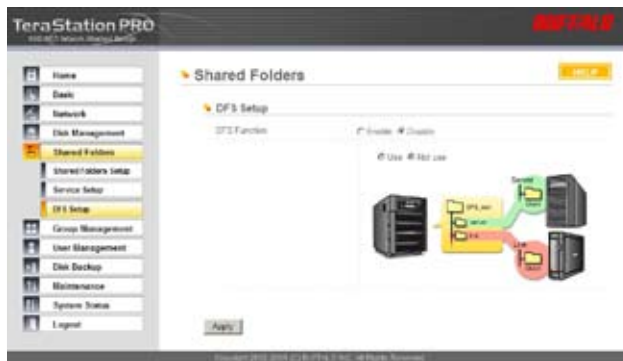 TeraStation PRO
BUFFALO
Home
Basic
Network
Disk Management
Shared Folders
Shared Folders Setup
Service Setup
DFS Setup
Group Management
User Management
Disk Backup
Maintenance
System Status
Logout
Shared Folders
HELP
DFS Setup
DFS Function
Enable Disable
Use Not use
Link
Apply